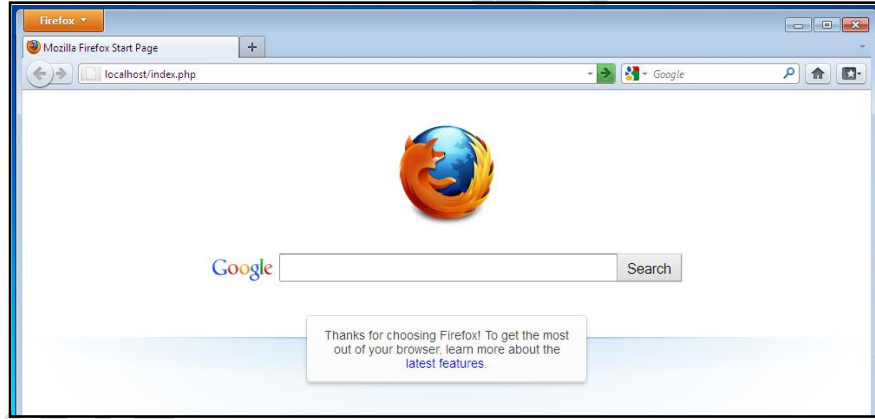 Firefox
Mozilla Firefox Start Page
localhost/index.php
Google
Google
Search
Thanks for choosing Firefox! To get the most
out of your browser, learn more about the
latest features.